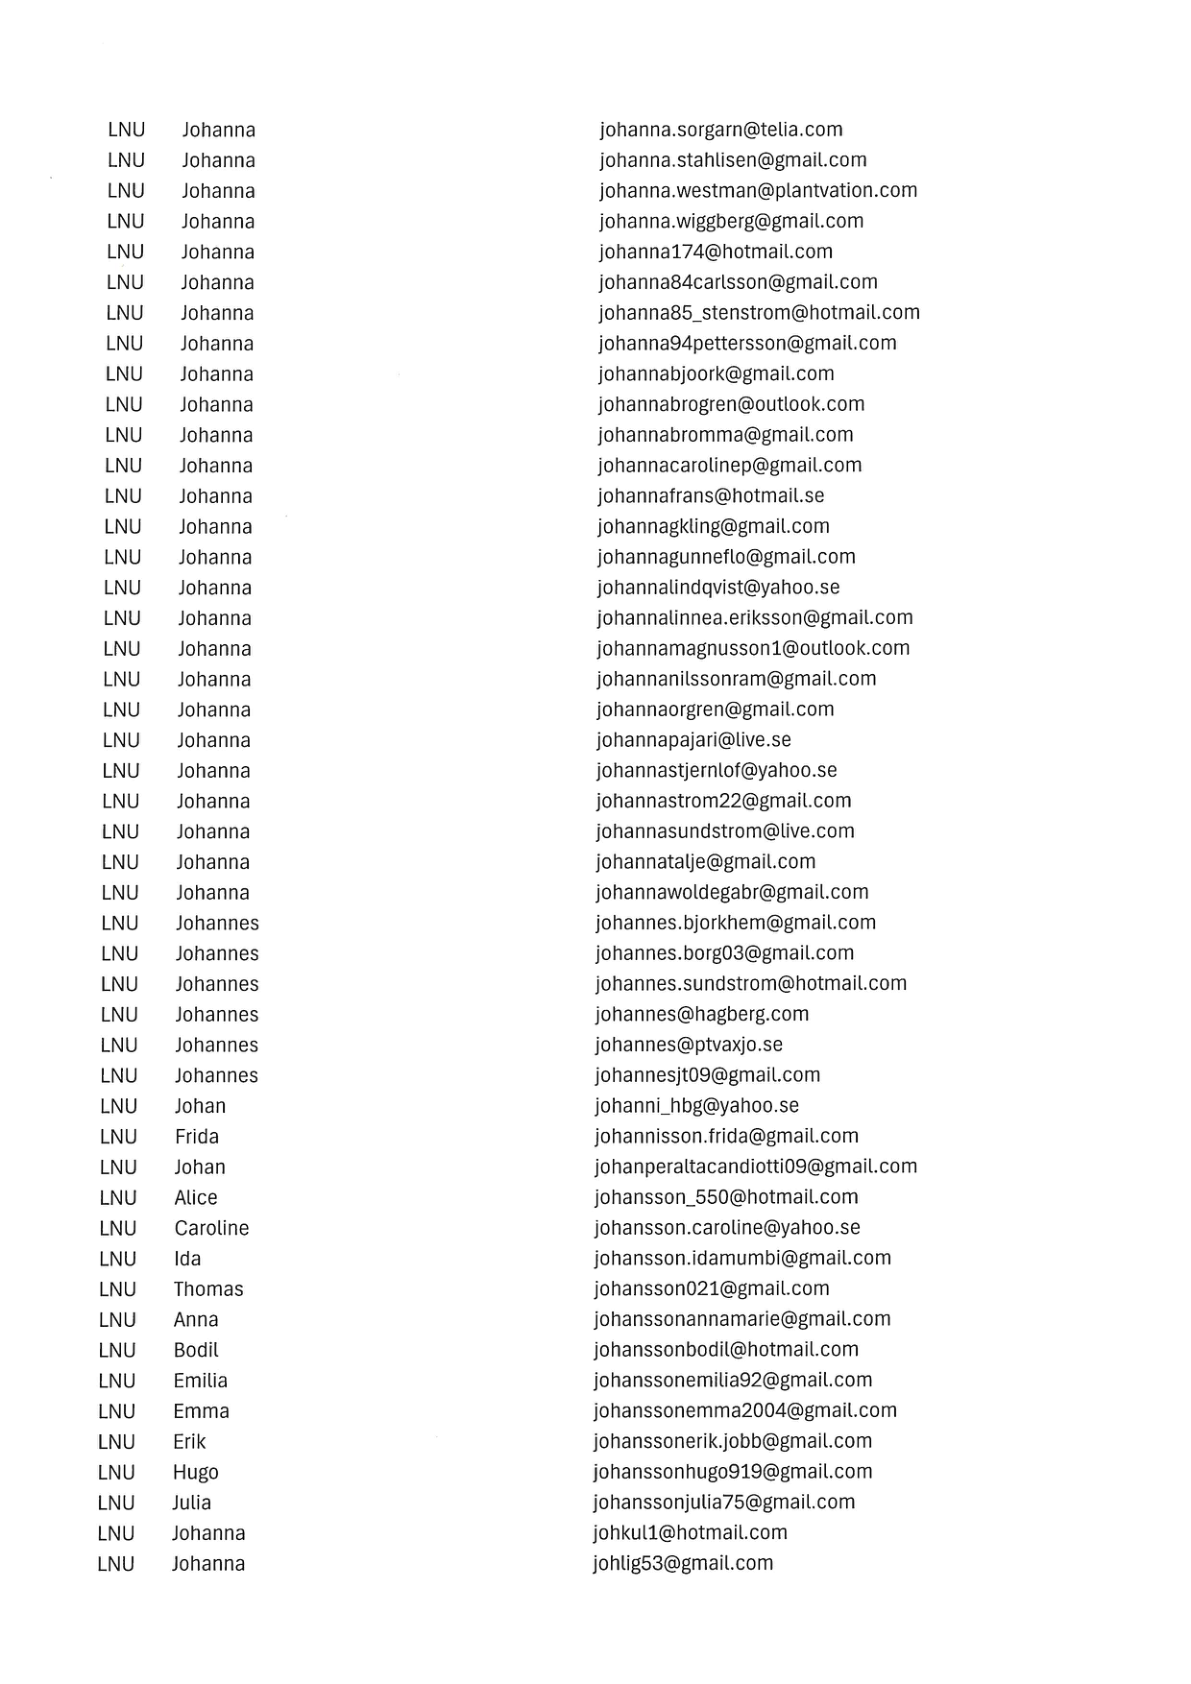 LNU Johanna johanna.sorgarn@telia.com
LNU Johanna johanna.stahlisen@gmail.com
LNU Johanna johanna.westman@plantvation.com
LNU Johanna johanna.wiggberg@gmail.com
LNU Johanna johanna174@hotmail.com
LNU Johanna johanna84carlsson@gmail.com
LNU Johanna johanna85_stenstrom@hotmail.com
LNU Johanna johanna94pettersson@gmail.com
LNU Johanna johannabjoork@gmail.com
LNU Johanna johannabrogren@outlook.com
LNU Johanna johannabromma@gmail.com
LNU Johanna johannacarolinep@gmail.com
LNU Johanna johannafrans@hotmail.se
LNU Johanna johannagkling@gmail.com
LNU Johanna johannagunneflo@gmail.com
LNU Johanna johannalindqvist@yahoo.se
LNU Johanna johannalinnea.eriksson@gmail.com
LNU Johanna johannamagnusson1@outlook.com
LNU Johanna johannanilssonram@gmail.com
LNU Johanna johannaorgren@gmail.com
LNU Johanna johannapajari@live.se
LNU Johanna johannastjernlof@yahoo.se
LNU Johanna johannastrom22@gmail.com
LNU Johanna johannasundstrom@live.com
LNU Johanna johannatalje@gmail.com
LNU Johanna johannawoldegabr@gmail.com
LNU Johannes johannes.bjorkhem@gmail.com
LNU Johannes johannes.borg03@gmail.com
LNU Johannes johannes.sundstrom@hotmail.com
LNU Johannes johannes@hagberg.com
LNU Johannes johannes@ptvaxjo.se
LNU Johannes johannesjt09@gmail.com
LNU Johan johanni_hbg@yahoo.se
LNU Frida johannisson.frida@gmail.com
LNU Johan johanperaltacandiotti09@gmail.com
LNU Alice johansson_550@hotmail.com
LNU Caroline johansson.caroline@yahoo.se
LNU Ida johansson.idamumbi@gmail.com
LNU Thomas johansson021@gmail.com
LNU Anna johanssonannamarie@gmail.com
LNU Bodil johanssonbodil@hotmail.com
LNU Emilia johanssonemilia92@gmail.com
LNU Emma johanssonemma2004@gmail.com
LNU Erik johanssonerik.jobb@gmail.com
LNU Hugo johanssonhugo919@gmail.com
LNU Julia johanssonjulia75@gmail.com
LNU Johanna johkul1@hotmail.com
LNU Johanna johlig53@gmail.com